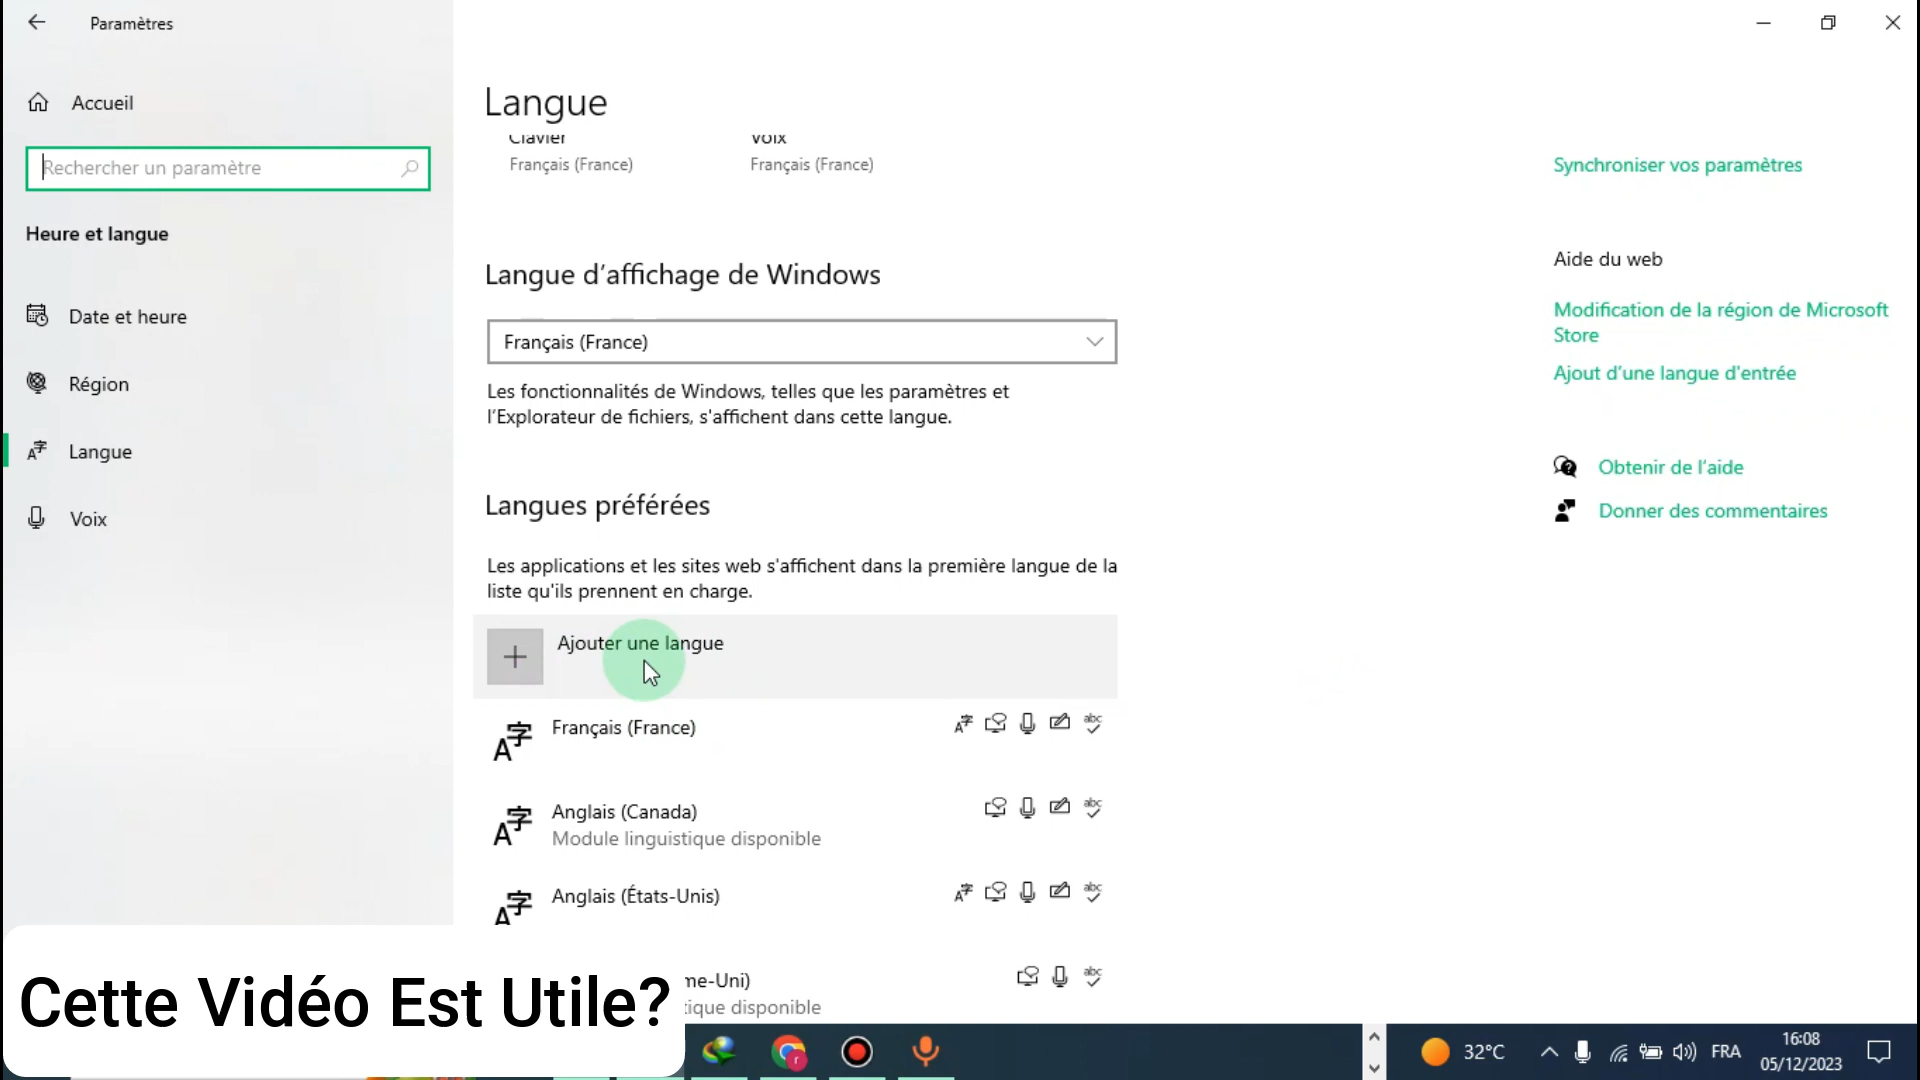 Paramètres
Accueil
Rechercher un paramètre
Heure et langue
Date et heure
Région
Langue
Voix
Langue
Clavier
Voix
Français (France)
Français (France)
Langue d'affichage de Windows
Français (France)
Les fonctionnalités de Windows, telles que les paramètres et
l'Explorateur de fichiers, s'affichent dans cette langue.
Langues préférées
Les applications et les sites web s'affichent dans la première langue de la
liste qu'ils prennent en charge.
Ajouter une langue
Français (France)
Anglais (Canada)
Module linguistique disponible
Anglais (États-Unis)
me-Uni)
tique disponible
Synchroniser vos paramètres
Aide du web
Modification de la région de Microsoft
Store
Ajout d'une langue d'entrée
Obtenir de l'aide
Donner des commentaires
Cette Vidéo Est Utile?
32°C
FRA
16:08
05/12/2023